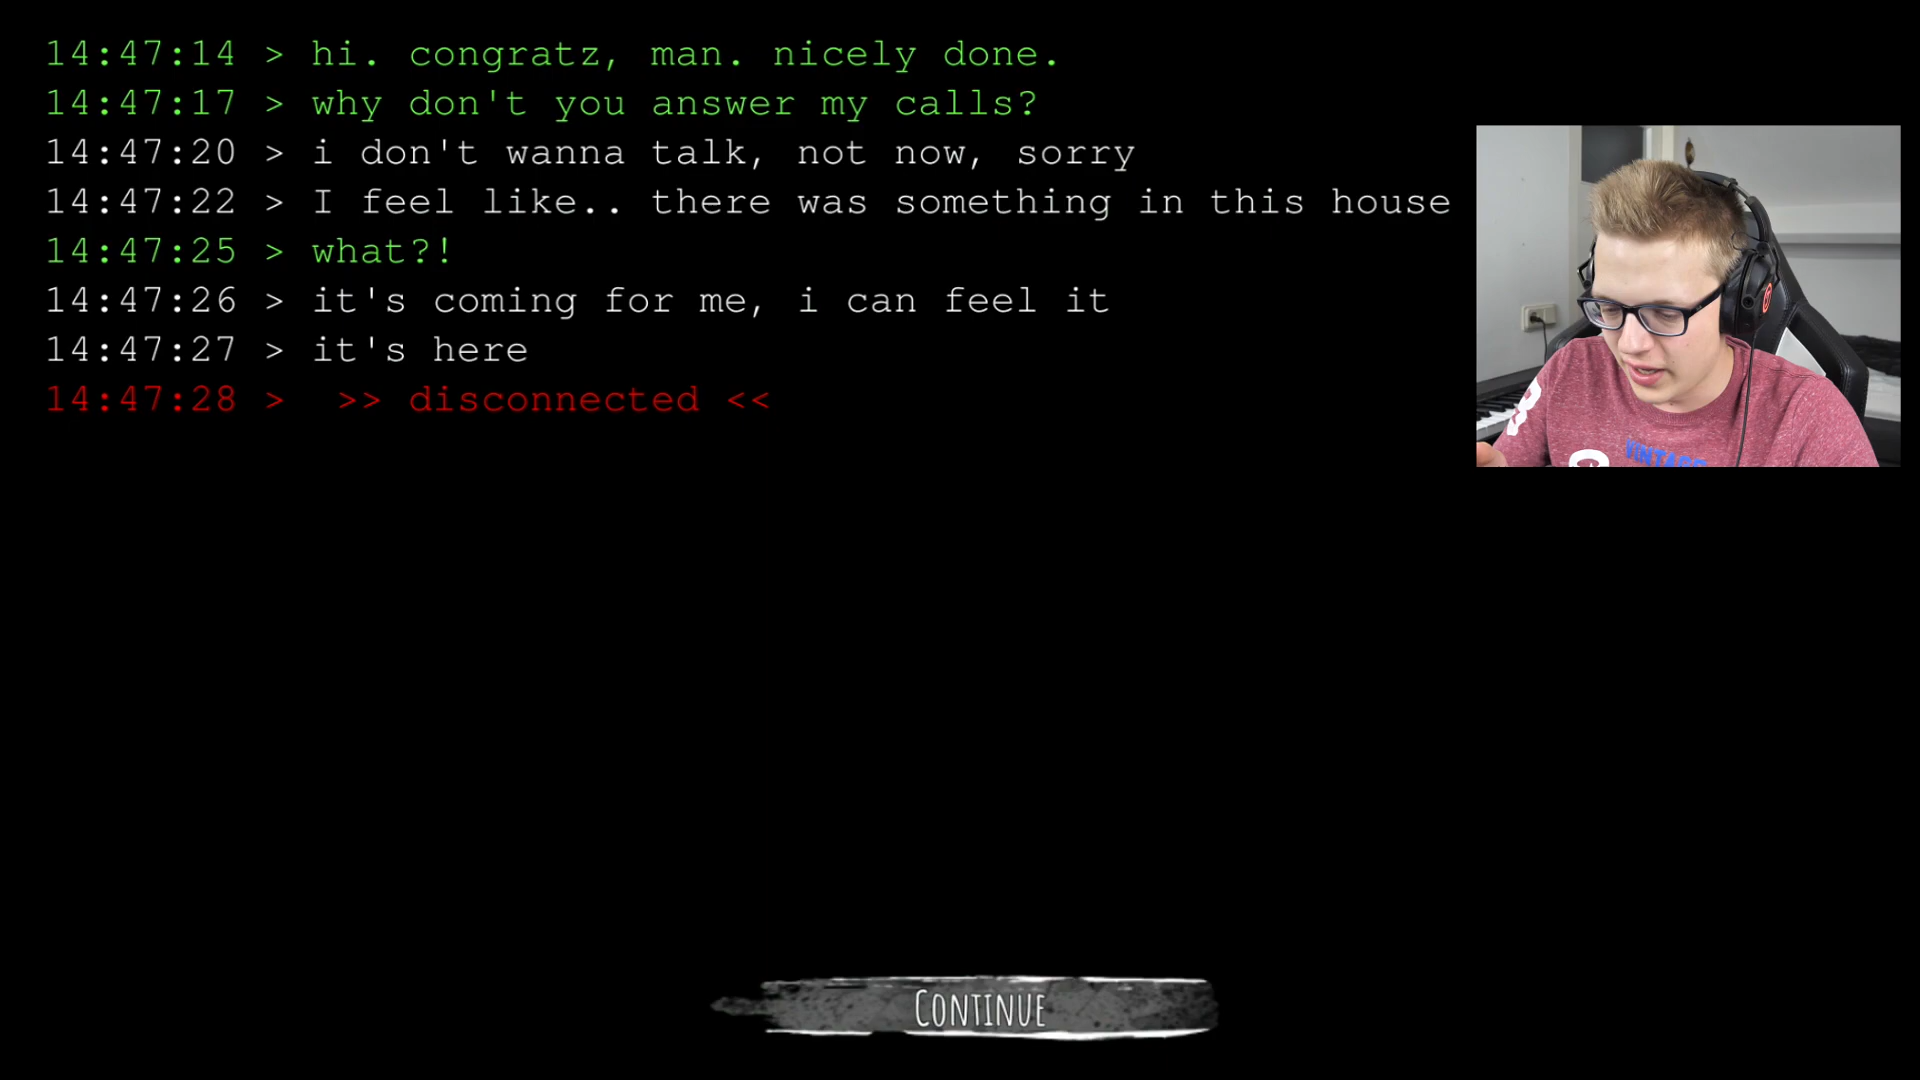 14:47:14 > hi. congratz, man. nicely done.
14:47:17 > why don't you answer my calls?
14:47:20 > i don't wanna talk, not now, sorry
14:47:22 > I feel like.. there was something in this house
14:47:25 > what?!
14:47:26 > it's coming for me, i can feel it
14:47:27 > it's here
14:47:28 > >> disconnected <<
VINTAGE
CONTINUE